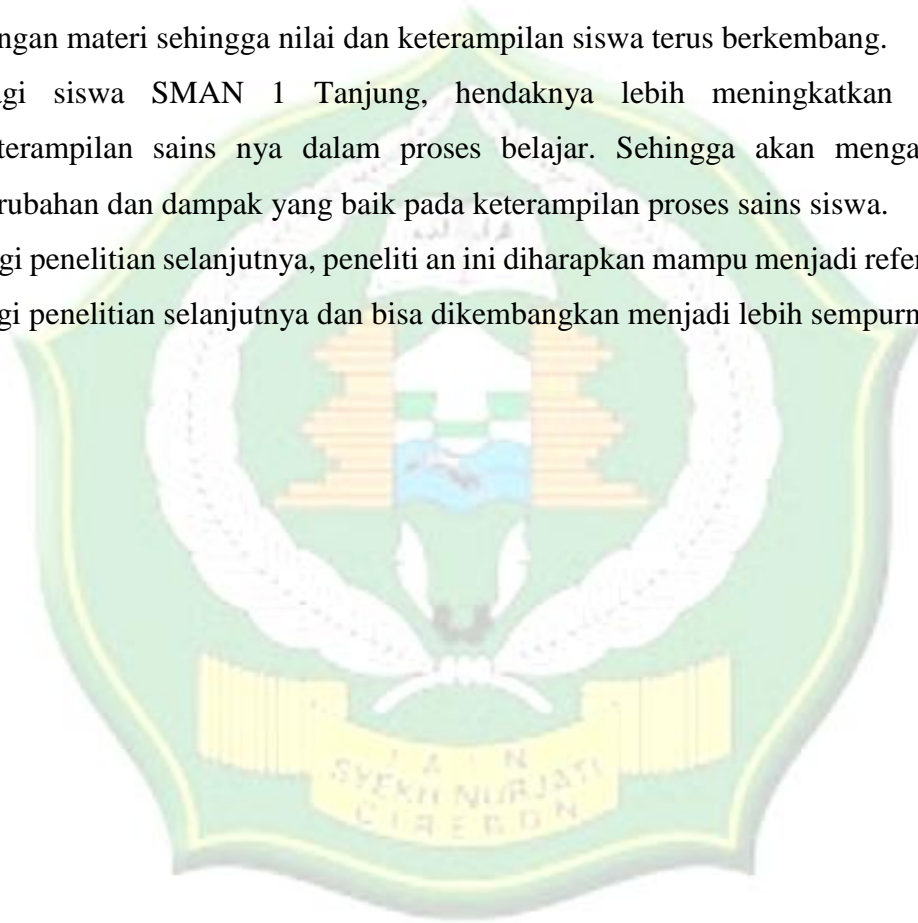 ngan materi sehingga nilai dan keterampilan siswa terus berkembang.
gi siswa SMAN 1 Tanjung, hendaknya lebih meningkatkan
terampilan sains nya dalam proses belajar. Sehingga akan menga
rubahan dan dampak yang baik pada keterampilan proses sains siswa.
gi penelitian selanjutnya, peneliti an ini diharapkan mampu menjadi refer
gi penelitian selanjutnya dan bisa dikembangkan menjadi lebih sempurn
I A I N
SYEKH NURJATI
CIREBON